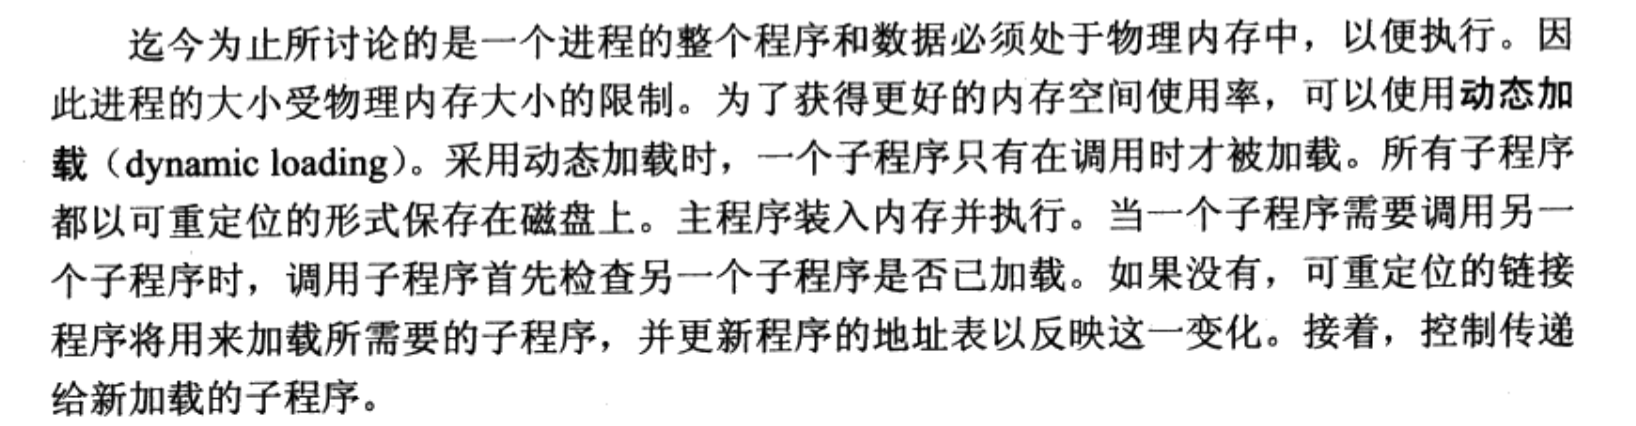 迄今为止所讨论的是一个进程的整个程序和数据必须处于物理内存中，以便执行。因
此进程的大小受物理内存大小的限制。为了获得更好的内存空间使用率，可以使用动态加
载（dynamic loading）。采用动态加载时，一个子程序只有在调用时才被加载。所有子程序
都以可重定位的形式保存在磁盘上。主程序装入内存并执行。当一个子程序需要调用另一
个子程序时，调用子程序首先检查另一个子程序是否已加载。如果没有，可重定位的链接
程序将用来加载所需要的子程序，并更新程序的地址表以反映这一变化。接着，控制传递
给新加载的子程序。